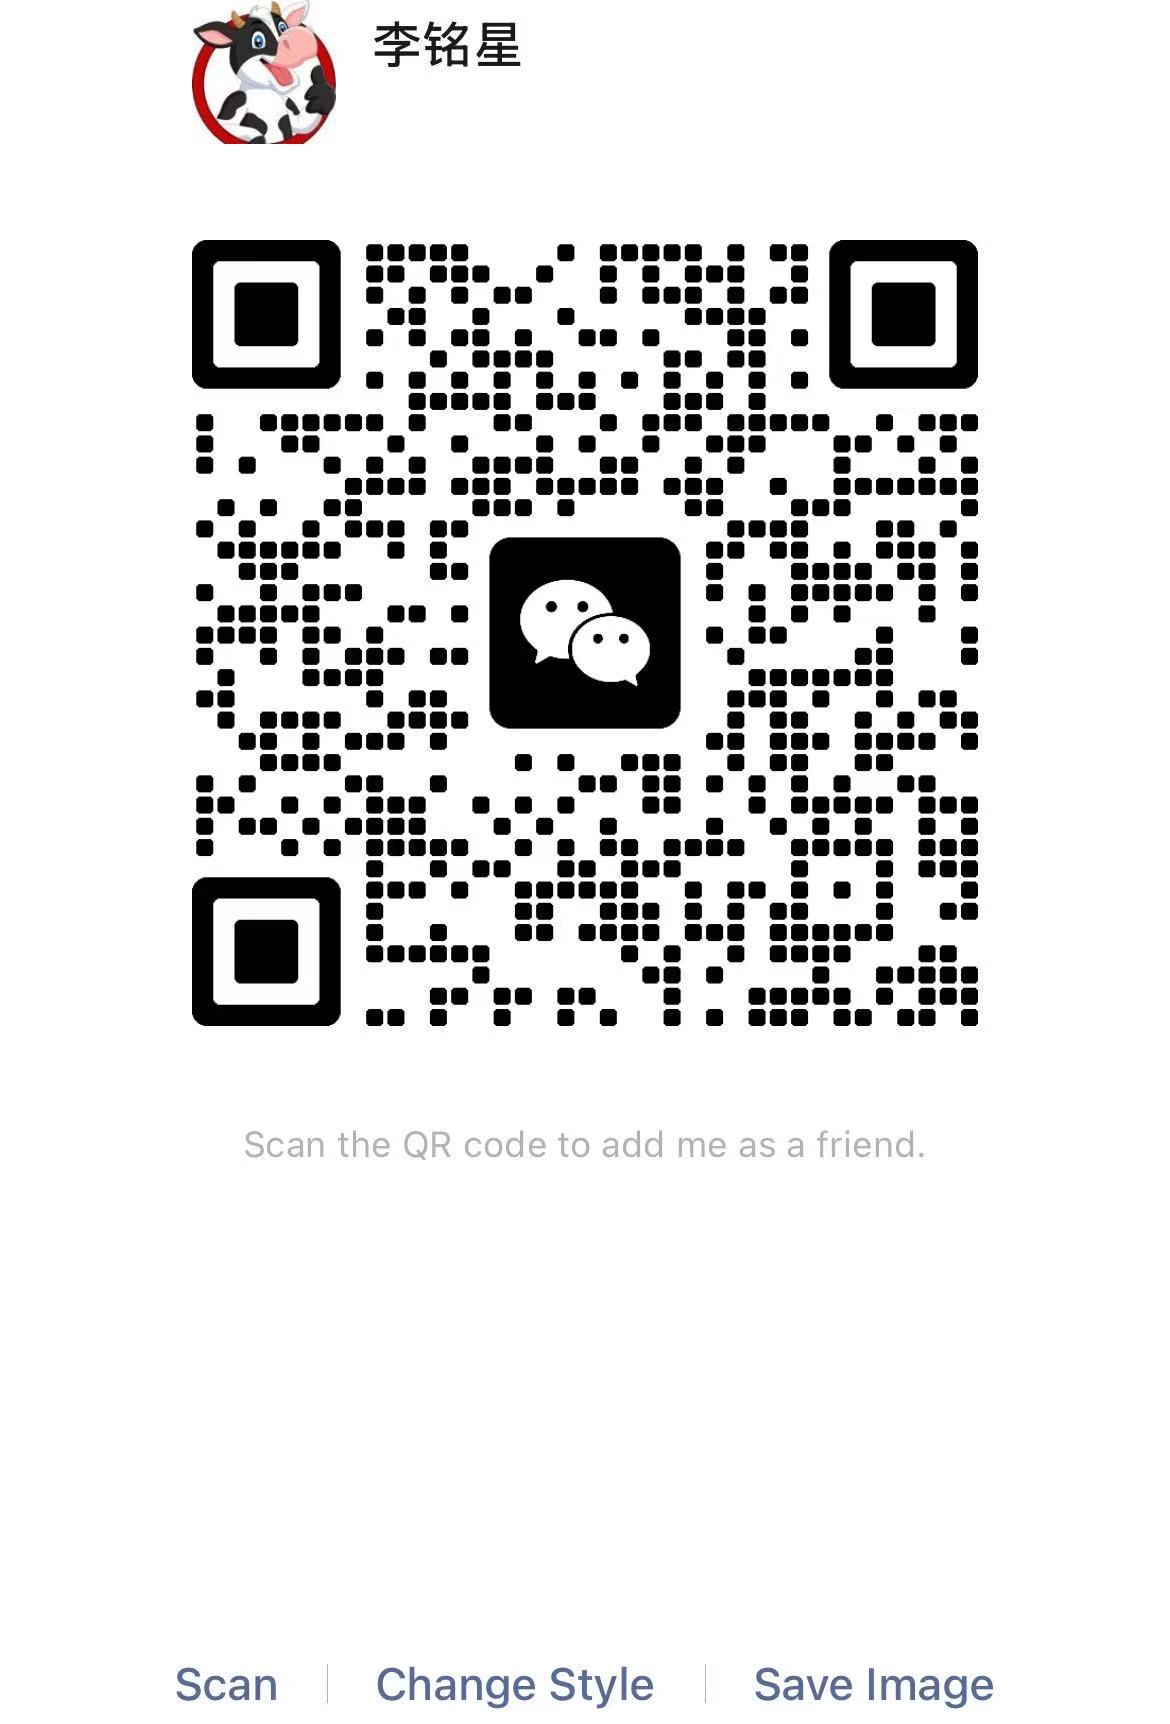 李铭星
Scan the QR code to add me as a friend.
Scan
Change Style
Save Image